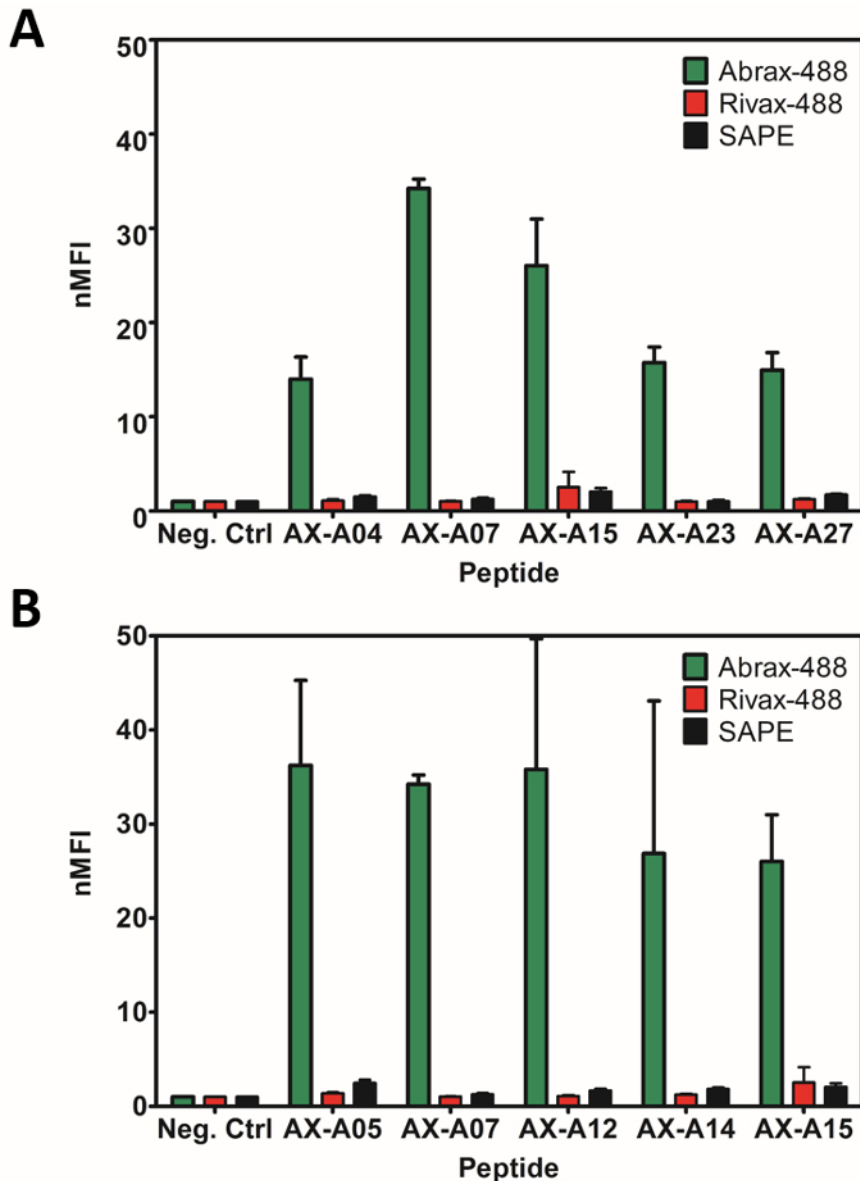 A
50
40
30
20
10
0
nMFI
Abrax-488
Rivax-488
SAPE
Neg. Ctrl AX-A04 AX-A07 AX-A15 AX-A23 AX-A27
Peptide
B
50
40
30
20
10
0
nMFI
Abrax-488
Rivax-488
SAPE
Neg. Ctrl AX-A05 AX-A07 AX-A12 AX-A14 AX-A15
Peptide